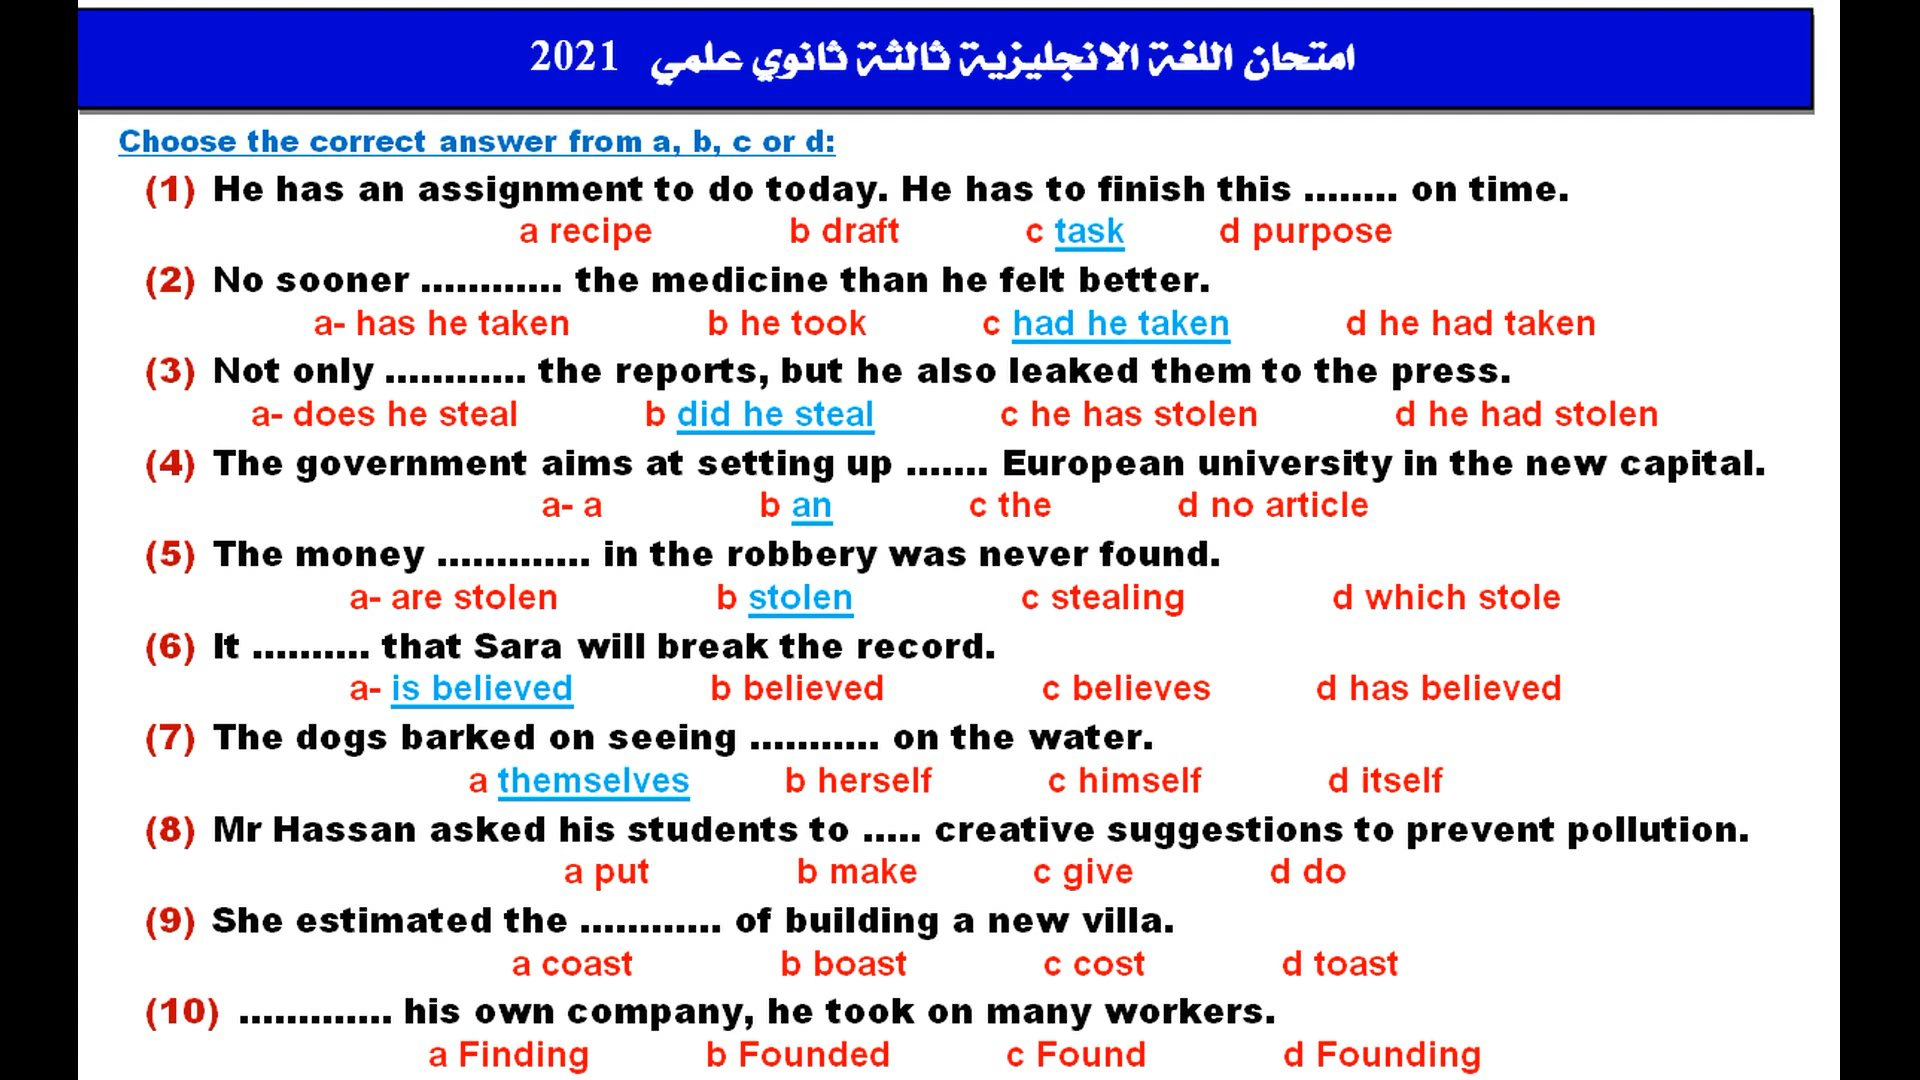 امتحان اللغة الانجليزية ثالثة ثانوي علمي 2021
Choose the correct answer from a, b, c or d:
(1) He has an assignment to do today. He has to finish this ........ on time.
a recipe b draft c task d purpose
(2) No sooner ............ the medicine than he felt better.
a- has he taken b he took c had he taken d he had taken
(3) Not only ............ the reports, but he also leaked them to the press.
a- does he steal b did he steal c he has stolen d he had stolen
(4) The government aims at setting up ....... European university in the new capital.
a- a b an c the d no article
(5) The money ............. in the robbery was never found.
a- are stolen b stolen c stealing d which stole
(6) It .......... that Sara will break the record.
a- is believed b believed c believes d has believed
(7) The dogs barked on seeing ........... on the water.
a themselves b herself c himself d itself
(8) Mr Hassan asked his students to ..... creative suggestions to prevent pollution.
a put b make c give d do
(9) She estimated the ............ of building a new villa.
a coast b boast c cost d toast
(10) ............. his own company, he took on many workers.
a Finding b Founded c Found d Founding